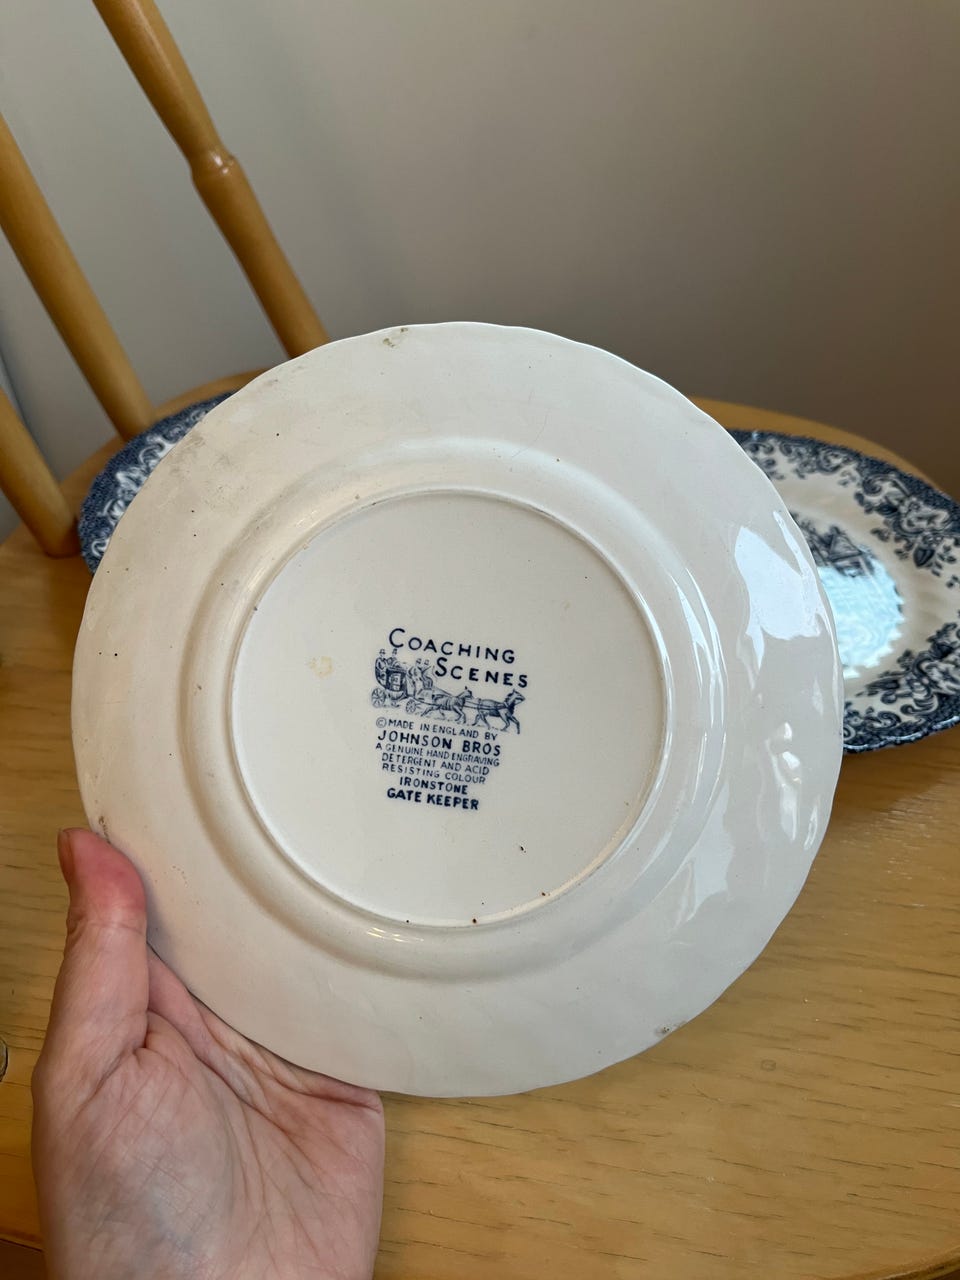 COACHING
SCENES
© MADE IN ENGLAND BY
JOHNSON BROS
A GENUINE HAND ENGRAVING
DETERGENT AND ACID
RESISTING COLOUR
IRONSTONE
GATE KEEPER